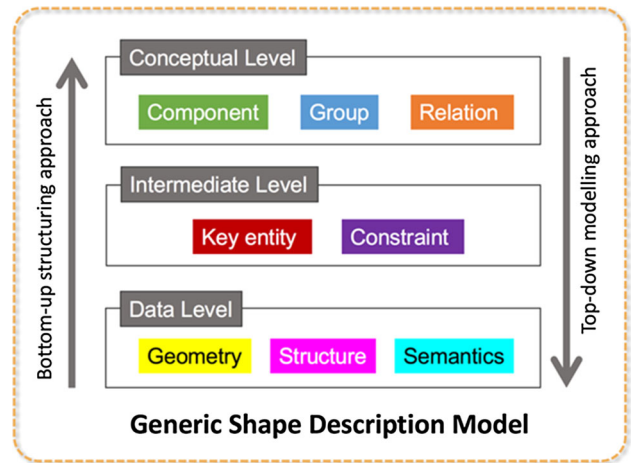 Conceptual Level
Component
Group
Relation
Intermediate Level
Key entity
Constraint
Data Level
Geometry
Structure
Semantics
Bottom-up structuring approach
Top-down modelling approach
Generic Shape Description Model